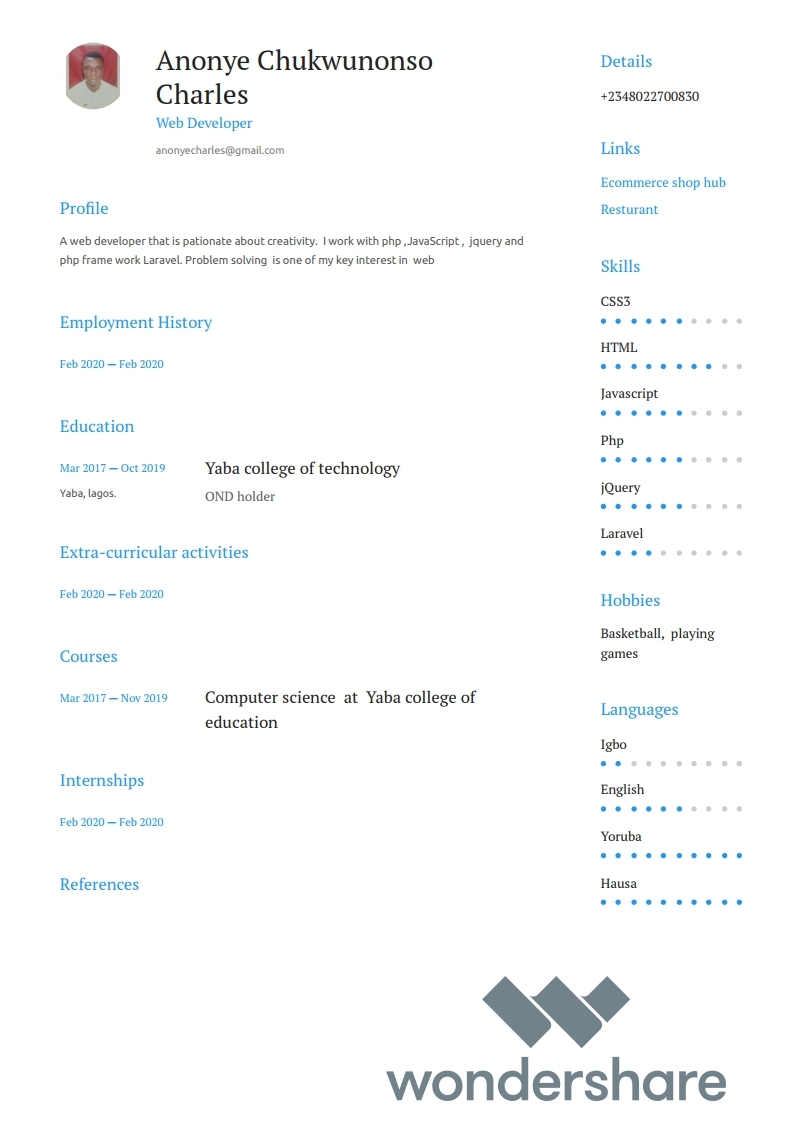 Anonye Chukwunonso
Charles
Web Developer
anonyecharles@gmail.com
Profile
A web developer that is pationate about creativity.  I work with php ,JavaScript ,  jquery and
php frame work Laravel. Problem solving  is one of my key interest in  web
Employment History
Feb 2020 — Feb 2020
Education
Mar 2017 — Oct 2019
Yaba college of technology
Yaba, lagos.
OND holder
Extra-curricular activities
Feb 2020 — Feb 2020
Courses
Mar 2017 — Nov 2019
Computer science  at  Yaba college of
education
Internships
Feb 2020 — Feb 2020
References
Details
+2348022700830
Links
Ecommerce shop hub
Resturant
Skills
CSS3
HTML
Javascript
Php
jQuery
Laravel
Hobbies
Basketball,  playing
games
Languages
Igbo
English
Yoruba
Hausa
wondershare